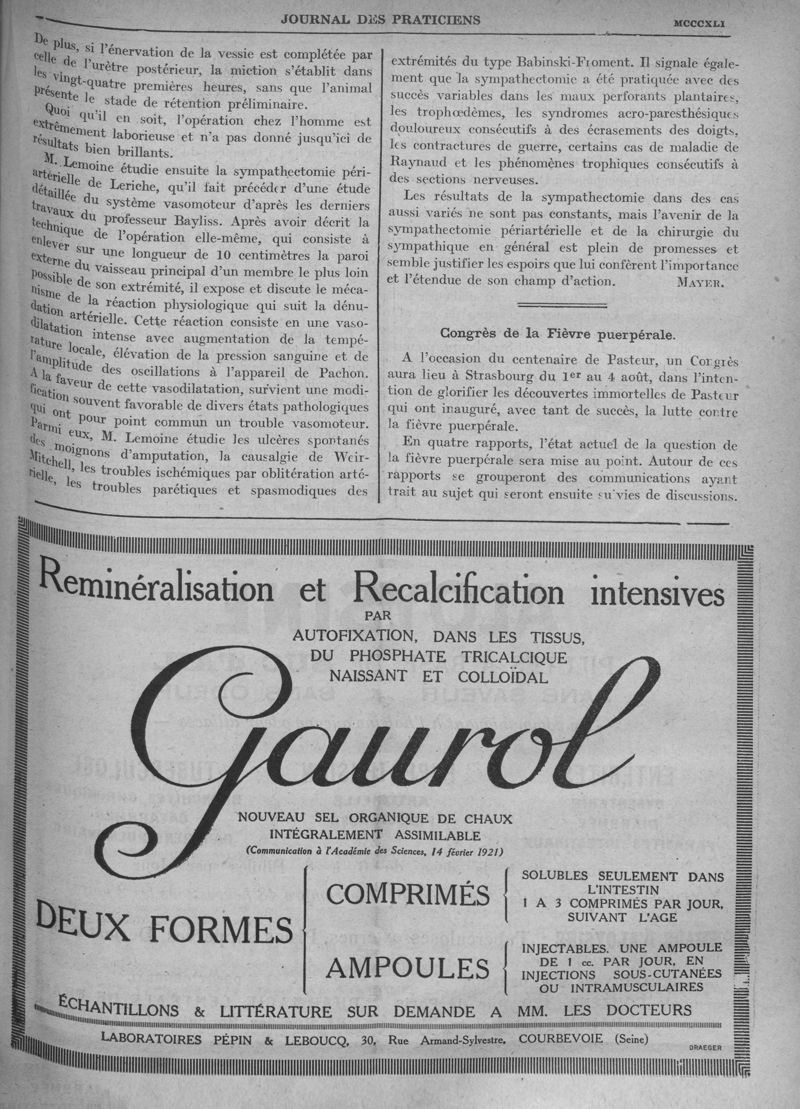 JOURNAL DES PRATICIENS
MCCCXLI
De plus, si l'énervation de la vessie est complétée par
celle de l'urètre postérieur, la miction s'établit dans
les vingt-quatre premières heures, sans que l'animal
présente le stade de rétention préliminaire.
Quoi qu'il en soit, l'opération chez l'homme est
extrêmement laborieuse et n'a pas donné jusqu'ici de
résultats bien brillants.
M. Lemoine étudie ensuite la sympathectomie péri-
artérielle de Leriche, qu'il fait précéder d'une étude
détaillée du système vasomoteur d'après les derniers
travaux du professeur Bayliss. Après avoir décrit la
technique de l'opération elle-même, qui consiste à
enlever sur une longueur de 10 centimètres la paroi
externe du vaisseau principal d'un membre le plus loin
possible de son extrémité, il expose et discute le méca-
nisme de la réaction physiologique qui suit la dénu-
dation artérielle. Cette réaction consiste en une vaso-
dilatation intense avec augmentation de la tempé-
rature locale, élévation de la pression sanguine et de
l'amplitude des oscillations à l'appareil de Pachon.
A la faveur de cette vasodilatation, survient une modi-
fication souvent favorable de divers états pathologiques
qui ont pour point commun un trouble vasomoteur.
Parmi eux, M. Lemoine étudie les ulcères spontanés
des moignons d'amputation, la causalgie de Weir-
Mitchell, les troubles ischémiques par oblitération arté-
rielle, les troubles parétiques et spasmodiques des
extrémités du type Babinski-Froment. Il signale égale-
ment que la sympathectomie a été pratiquée avec des
succès variables dans les maux perforants plantaires,
les trophœdèmes, les syndromes acro-paresthésiques
douloureux consécutifs à des écrasements des doigts,
les contractures de guerre, certains cas de maladie de
Raynaud et les phénomènes trophiques consécutifs à
des sections nerveuses.
Les résultats de la sympathectomie dans des cas
aussi variés ne sont pas constants, mais l'avenir de la
sympathectomie périartérielle et de la chirurgie du
sympathique en général est plein de promesses et
semble justifier les espoirs que lui confèrent l'importance
et l'étendue de son champ d'action. MAYER.
Congrès de la Fièvre puerpérale.
A l'occasion du centenaire de Pasteur, un Congrès
aura lieu à Strasbourg du 1er au 4 août, dans l'inten-
tion de glorifier les découvertes immortelles de Pasteur
qui ont inauguré, avec tant de succès, la lutte contre
la fièvre puerpérale.
En quatre rapports, l'état actuel de la question de
la fièvre puerpérale sera mise au point. Autour de ces
rapports se grouperont des communications ayant
trait au sujet qui seront ensuite suivies de discussions.
Reminéralisation et Recalcification intensives
PAR
AUTOFIXATION, DANS LES TISSUS,
DU PHOSPHATE TRICALCIQUE
NAISSANT ET COLLOÏDAL
Gaurol
NOUVEAU SEL ORGANIQUE DE CHAUX
INTÉGRALEMENT ASSIMILABLE
(Communication à l'Académie des Sciences, 14 février 1921)
DEUX FORMES
COMPRIMÉS
SOLUBLES SEULEMENT DANS
L'INTESTIN
1 A 3 COMPRIMÉS PAR JOUR,
SUIVANT L'AGE
AMPOULES
INJECTABLES. UNE AMPOULE
DE 1 cc. PAR JOUR, EN
INJECTIONS SOUS-CUTANÉES
OU INTRAMUSCULAIRES
ÉCHANTILLONS & LITTÉRATURE SUR DEMANDE A MM. LES DOCTEURS
LABORATOIRES PÉPIN & LEBOUCQ, 30, Rue Armand-Sylvestre, COURBEVOIE (Seine)
DRAEGER